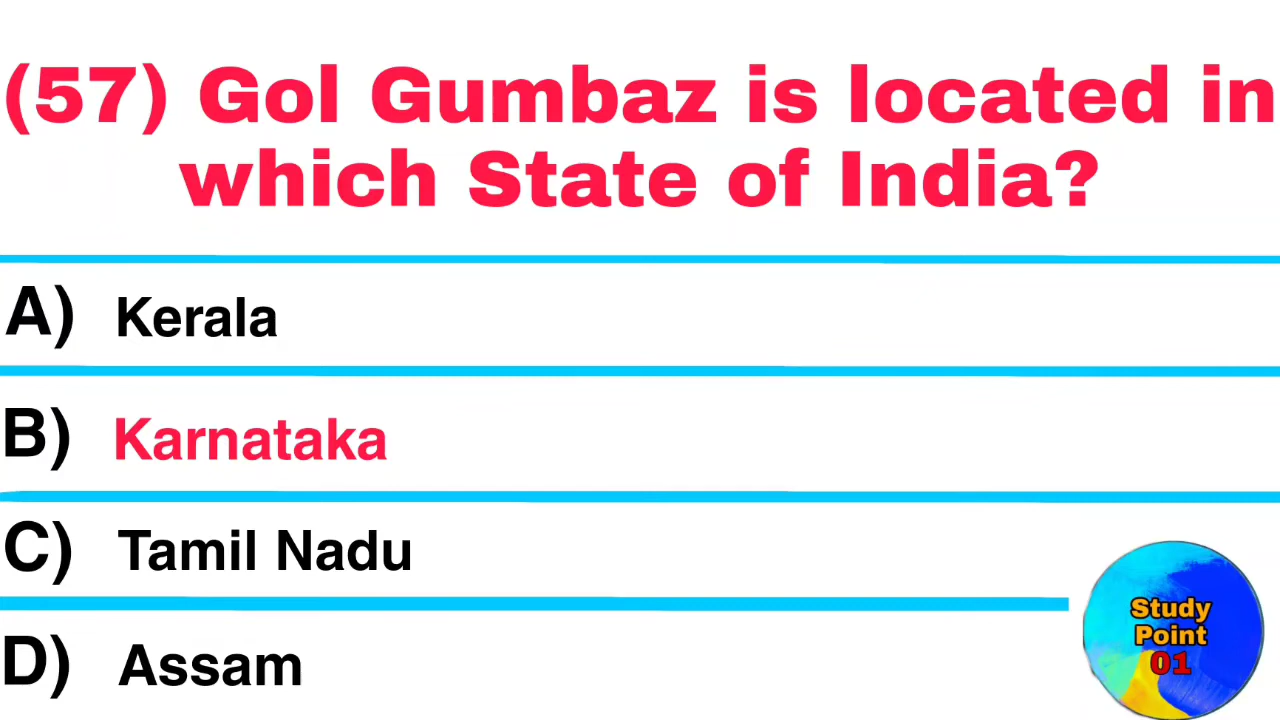 (57) Gol Gumbaz is located in
which State of India?
A) Kerala
B) Karnataka
C) Tamil Nadu
D) Assam
Study
Point
01